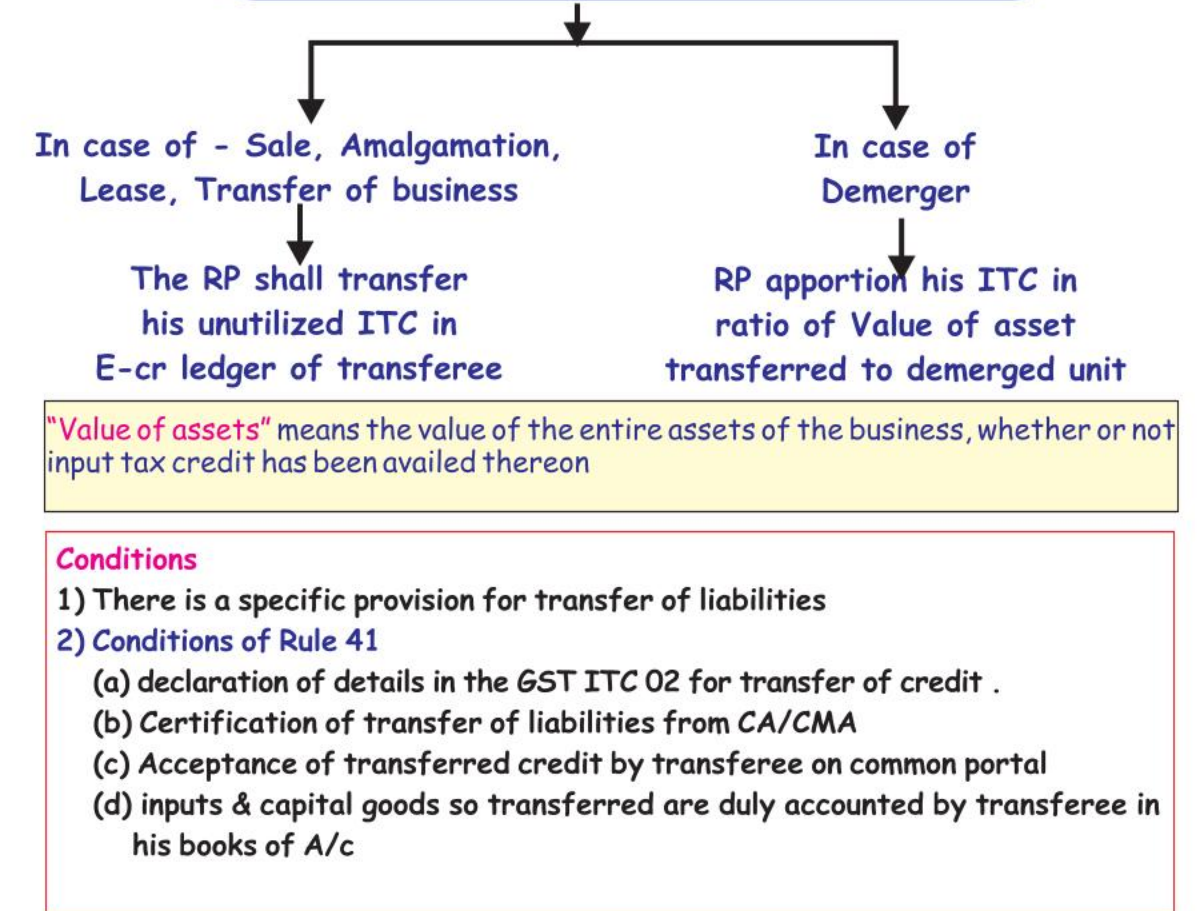 In case of - Sale, Amalgamation,
Lease, Transfer of business
In case of
Demerger
The RP shall transfer
his unutilized ITC in
E-cr ledger of transferee
RP apportion his ITC in
ratio of Value of asset
transferred to demerged unit
“Value of assets” means the value of the entire assets of the business, whether or not
input tax credit has been availed thereon
Conditions
1) There is a specific provision for transfer of liabilities
2) Conditions of Rule 41
(a) declaration of details in the GST ITC 02 for transfer of credit .
(b) Certification of transfer of liabilities from CA/CMA
(c) Acceptance of transferred credit by transferee on common portal
(d) inputs & capital goods so transferred are duly accounted by transferee in
his books of A/c